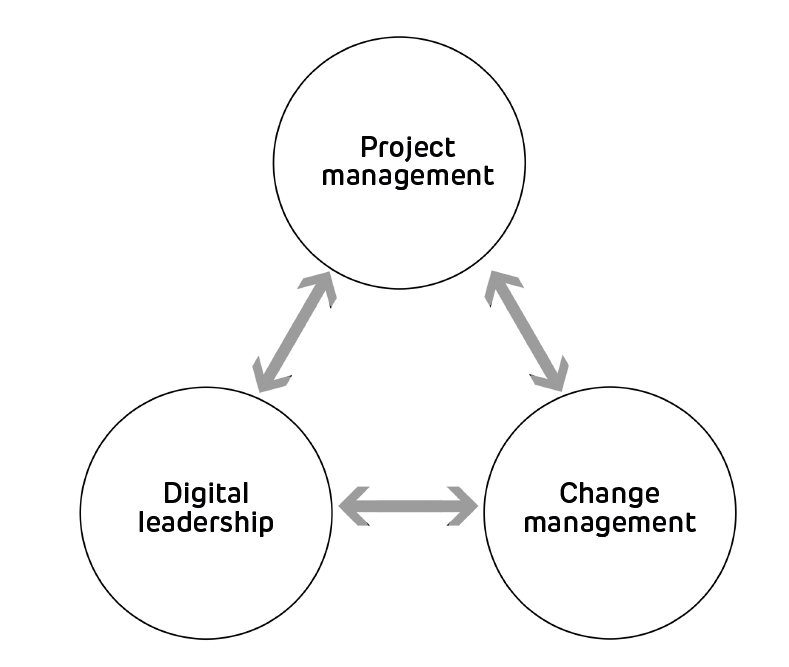 Project
management
Digital
leadership
Change
management